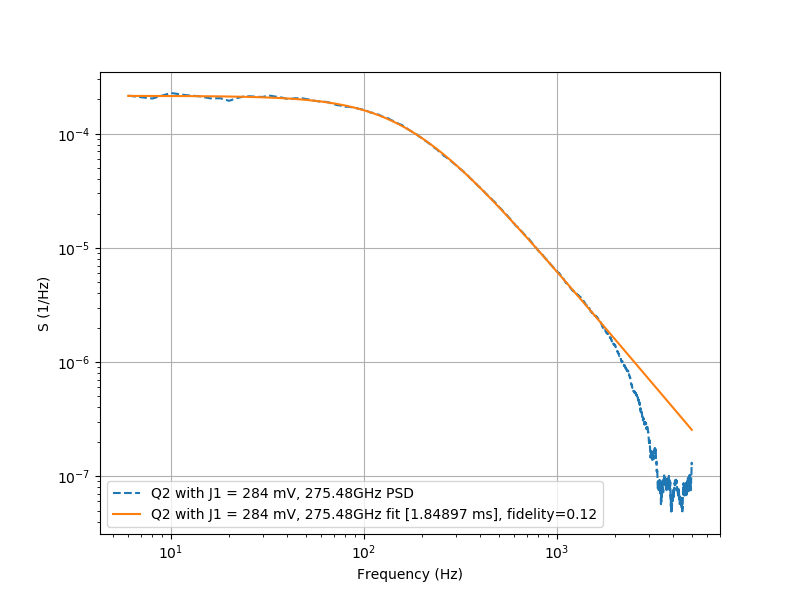 S (1/Hz)
10⁻⁴
10⁻⁵
10⁻⁶
10⁻⁷
Q2 with J1 = 284 mV, 275.48GHz PSD
Q2 with J1 = 284 mV, 275.48GHz fit [1.84897 ms], fidelity=0.12
10¹
10²
10³
Frequency (Hz)